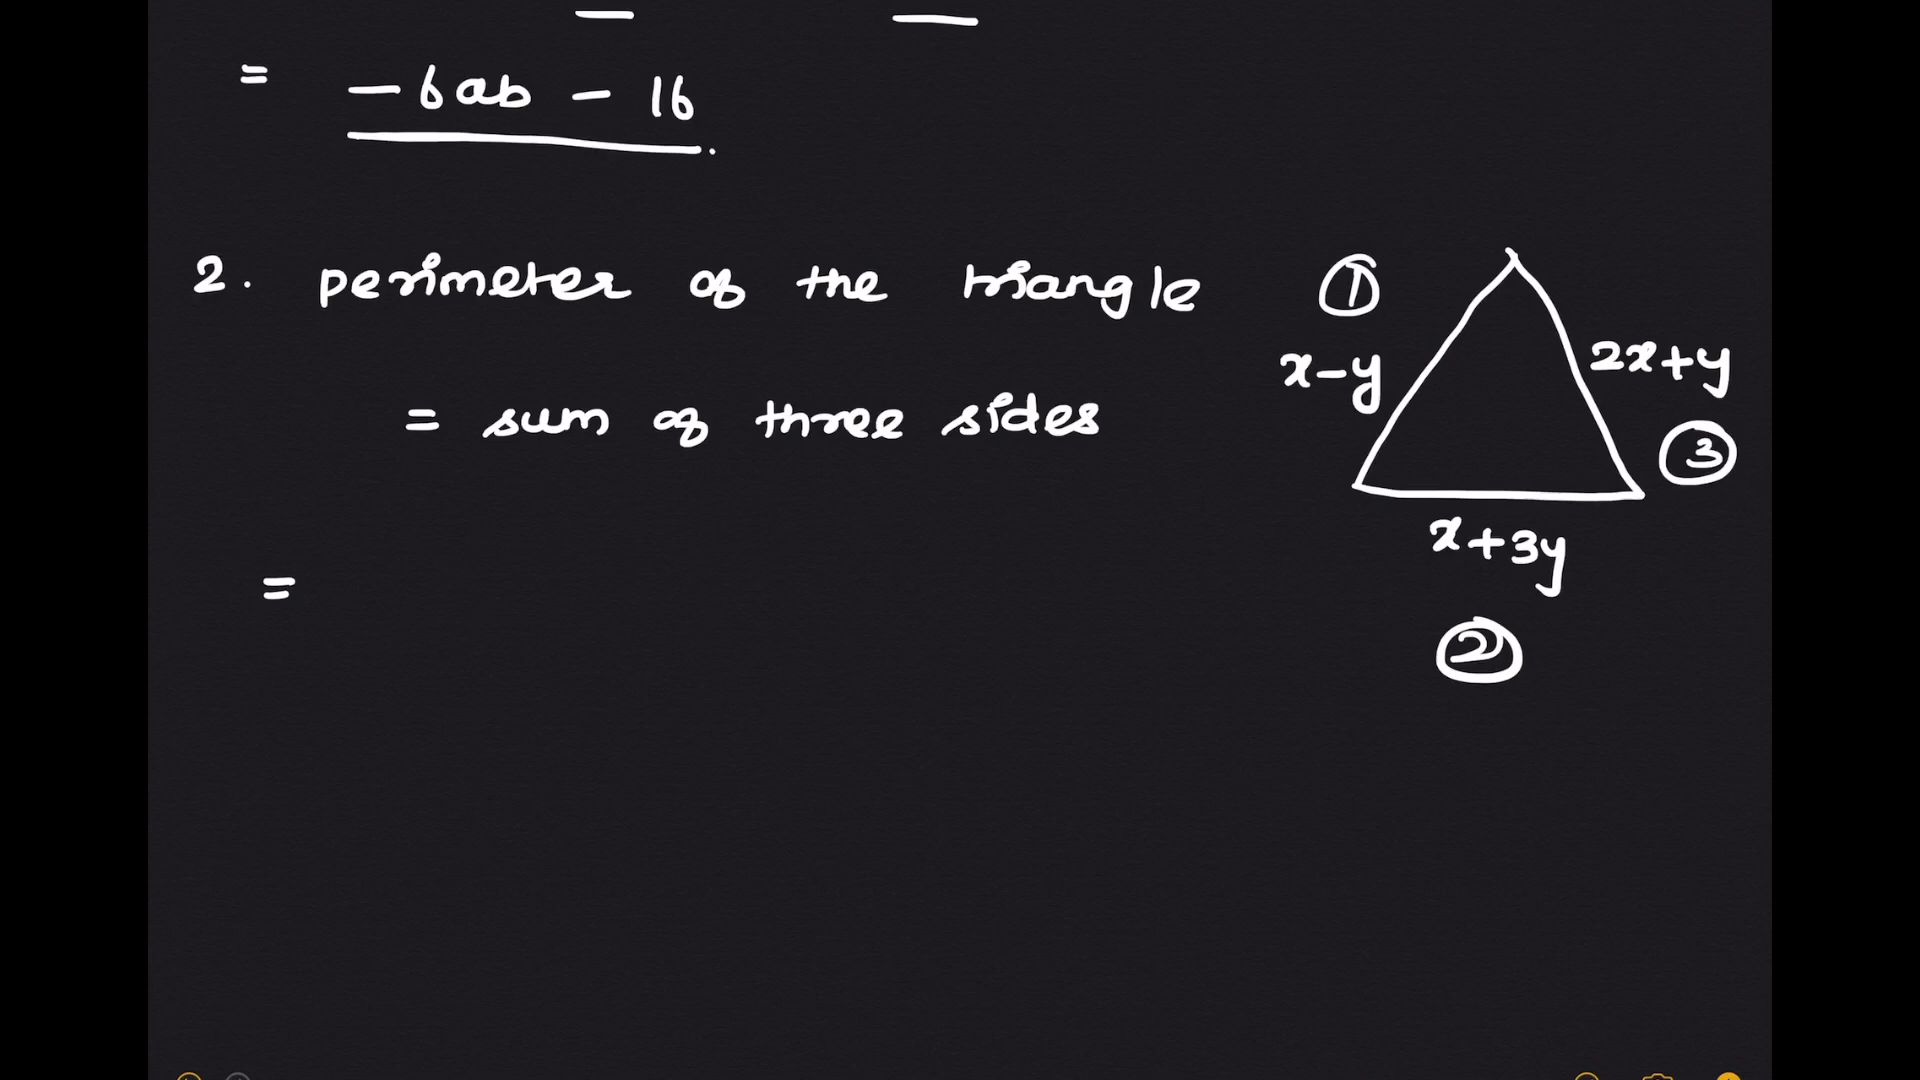 = -6ab - 16.
2. perimeter of the triangle
= sum of three sides
=
①
x-y
2x+y
③
x+3y
②